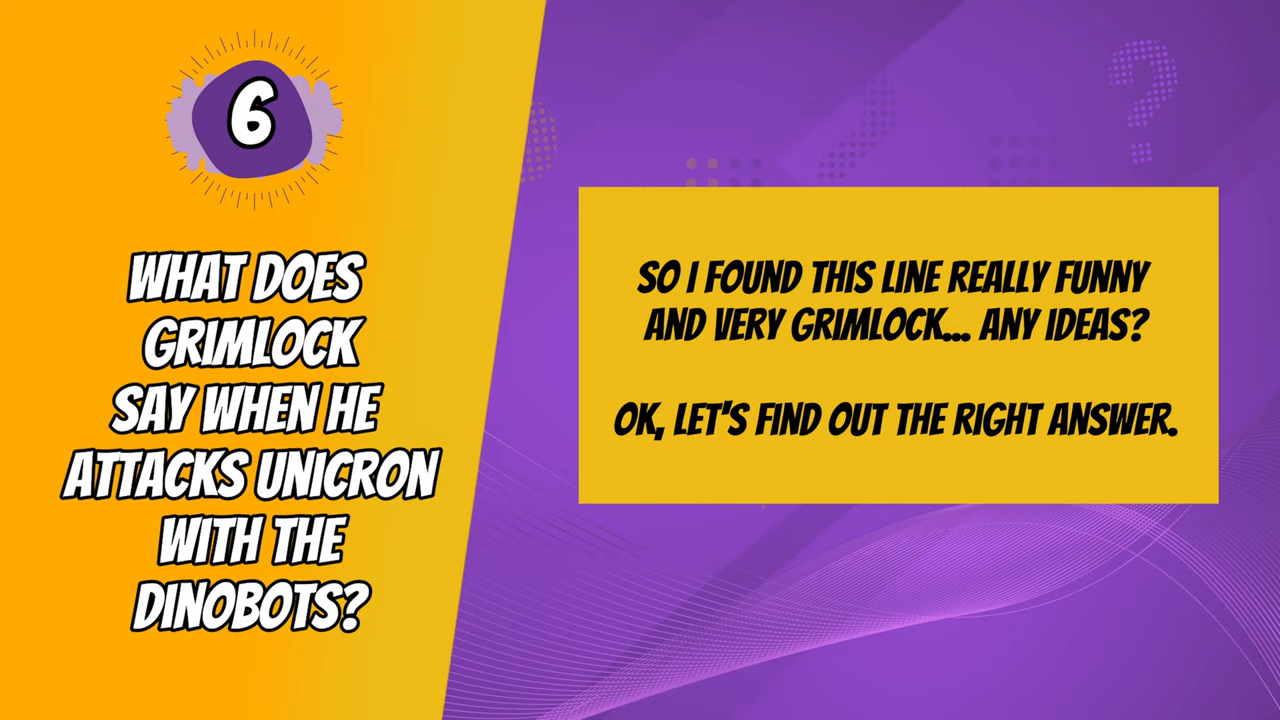 6
WHAT DOES
GRIMLOCK
SAY WHEN HE
ATTACKS UNICRON
WITH THE
DINOBOTS?
SO I FOUND THIS LINE REALLY FUNNY
AND VERY GRIMLOCK... ANY IDEAS?
OK, LET'S FIND OUT THE RIGHT ANSWER.